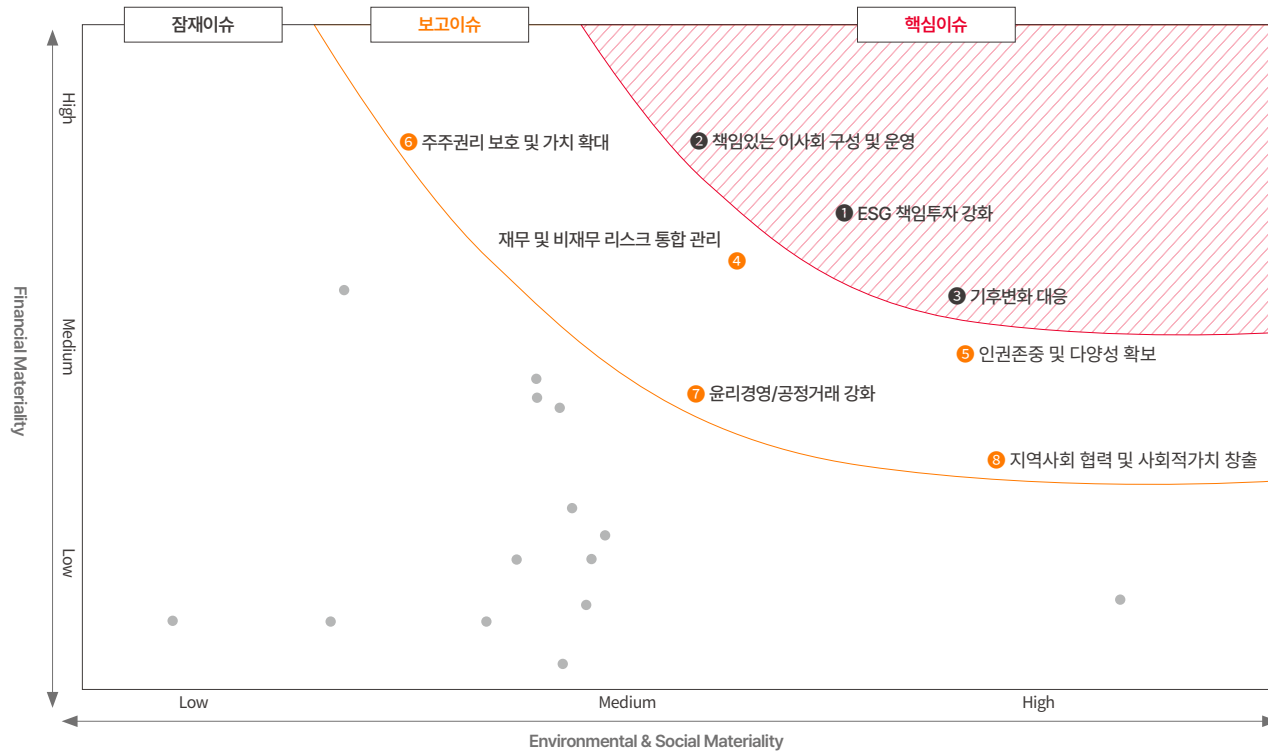 잠재이슈
보고이슈
핵심이슈
High
6 주주권리 보호 및 가치 확대
2 책임있는 이사회 구성 및 운영
1 ESG 책임투자 강화
재무 및 비재무 리스크 통합 관리
4
3 기후변화 대응
Financial Materiality
Medium
5 인권존중 및 다양성 확보
7 윤리경영/공정거래 강화
8 지역사회 협력 및 사회적가치 창출
Low
Low
Medium
High
Environmental & Social Materiality